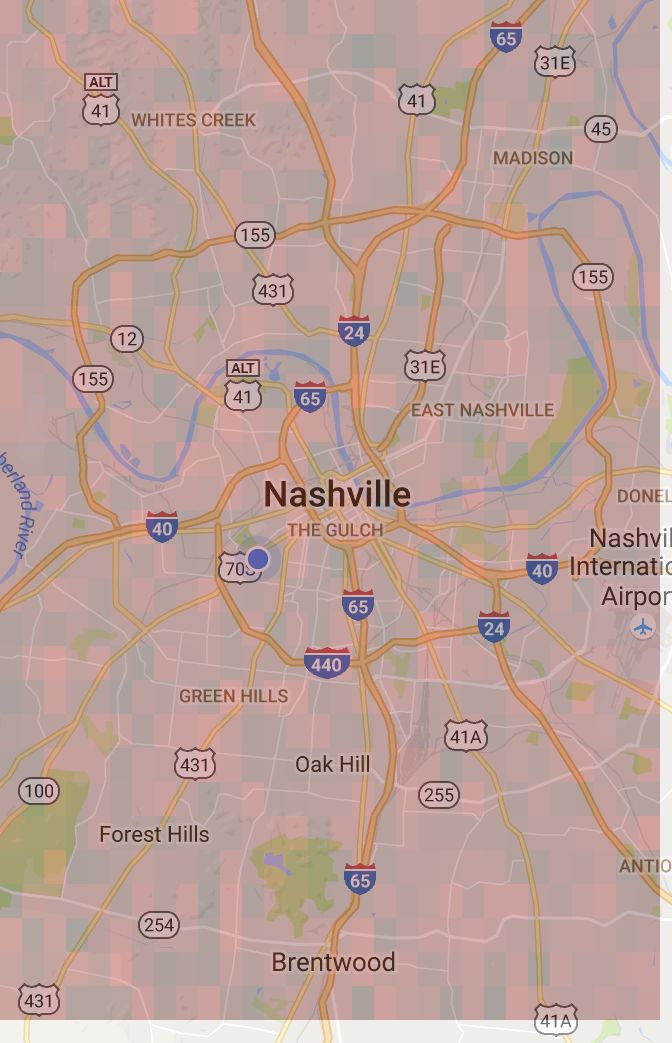 65
31E
ALT
41
41
WHITES CREEK
45
MADISON
155
155
431
24
12
31E
ALT
155
41
65
EAST NASHVILLE
Nashville
DONEL
THE GULCH
berland River
40
Nashvil
Internatio
Airpor
40
70S
65
24
440
GREEN HILLS
41A
Oak Hill
431
100
255
Forest Hills
ANTIO
65
254
Brentwood
431
41A